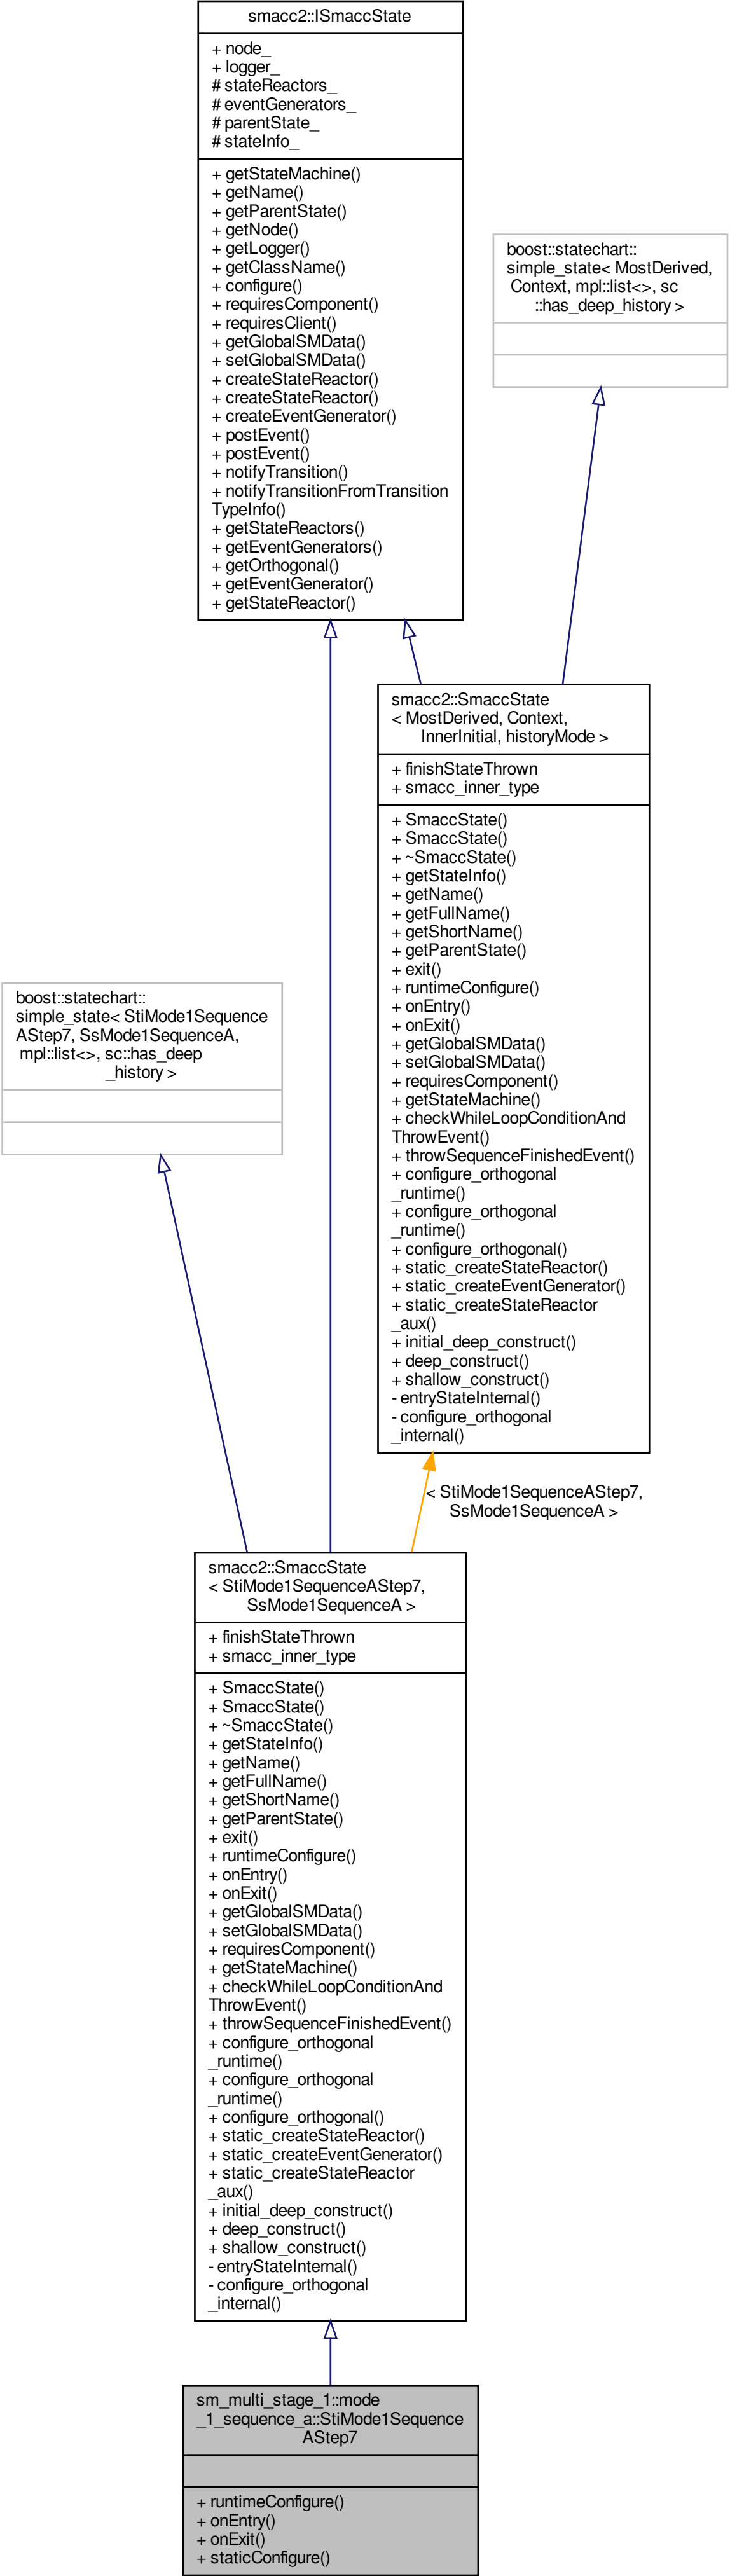 smacc2::ISmaccState
+ node_
+ logger_
# stateReactors_
# eventGenerators_
# parentState_
# stateInfo_
+ getStateMachine()
+ getName()
+ getParentState()
+ getNode()
+ getLogger()
+ getClassName()
+ configure()
+ requiresComponent()
+ requiresClient()
+ getGlobalSMData()
+ setGlobalSMData()
+ createStateReactor()
+ createStateReactor()
+ createEventGenerator()
+ postEvent()
+ postEvent()
+ notifyTransition()
+ notifyTransitionFromTransition
TypeInfo()
+ getStateReactors()
+ getEventGenerators()
+ getOrthogonal()
+ getEventGenerator()
+ getStateReactor()
boost::statechart::
simple_state< MostDerived,
Context, mpl::list<>, sc
::has_deep_history >
smacc2::SmaccState
< MostDerived, Context,
InnerInitial, historyMode >
+ finishStateThrown
+ smacc_inner_type
+ SmaccState()
+ SmaccState()
+ ~SmaccState()
+ getStateInfo()
+ getName()
+ getFullName()
+ getShortName()
+ getParentState()
+ exit()
+ runtimeConfigure()
+ onEntry()
+ onExit()
+ getGlobalSMData()
+ setGlobalSMData()
+ requiresComponent()
+ getStateMachine()
+ checkWhileLoopConditionAnd
ThrowEvent()
+ throwSequenceFinishedEvent()
+ configure_orthogonal
_runtime()
+ configure_orthogonal
_runtime()
+ configure_orthogonal()
+ static_createStateReactor()
+ static_createEventGenerator()
+ static_createStateReactor
_aux()
+ initial_deep_construct()
+ deep_construct()
+ shallow_construct()
- entryStateInternal()
- configure_orthogonal
_internal()
boost::statechart::
simple_state< StiMode1Sequence
AStep7, SsMode1SequenceA,
mpl::list<>, sc::has_deep
_history >
< StiMode1SequenceAStep7,
SsMode1SequenceA >
smacc2::SmaccState
< StiMode1SequenceAStep7,
SsMode1SequenceA >
+ finishStateThrown
+ smacc_inner_type
+ SmaccState()
+ SmaccState()
+ ~SmaccState()
+ getStateInfo()
+ getName()
+ getFullName()
+ getShortName()
+ getParentState()
+ exit()
+ runtimeConfigure()
+ onEntry()
+ onExit()
+ getGlobalSMData()
+ setGlobalSMData()
+ requiresComponent()
+ getStateMachine()
+ checkWhileLoopConditionAnd
ThrowEvent()
+ throwSequenceFinishedEvent()
+ configure_orthogonal
_runtime()
+ configure_orthogonal
_runtime()
+ configure_orthogonal()
+ static_createStateReactor()
+ static_createEventGenerator()
+ static_createStateReactor
_aux()
+ initial_deep_construct()
+ deep_construct()
+ shallow_construct()
- entryStateInternal()
- configure_orthogonal
_internal()
sm_multi_stage_1::mode
_1_sequence_a::StiMode1Sequence
AStep7
+ runtimeConfigure()
+ onEntry()
+ onExit()
+ staticConfigure()